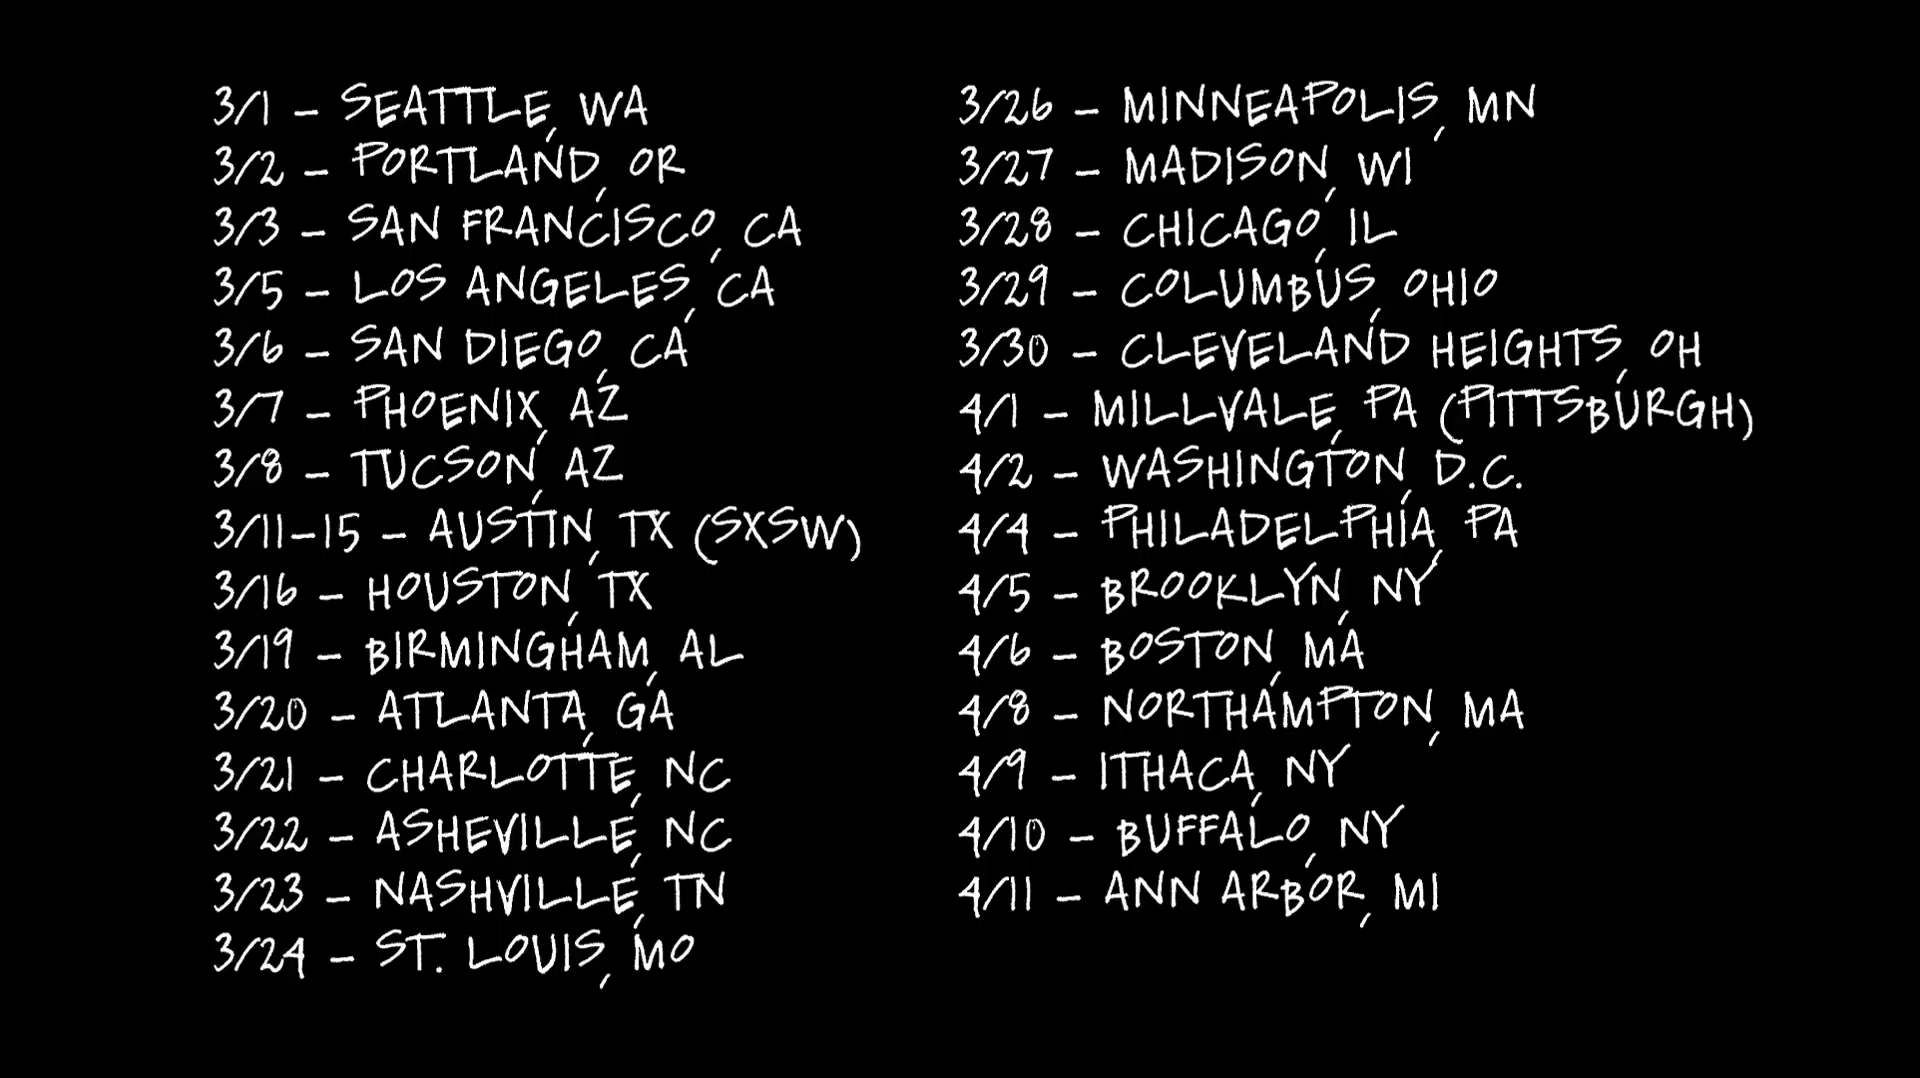 3/1 – SEATTLE, WA
3/2 – PORTLAND, OR
3/3 – SAN FRANCISCO, CA
3/5 – LOS ANGELES, CA
3/6 – SAN DIEGO, CA
3/7 – PHOENIX, AZ
3/8 – TUCSON, AZ
3/11–15 – AUSTIN, TX (SXSW)
3/16 – HOUSTON, TX
3/19 – BIRMINGHAM, AL
3/20 – ATLANTA, GA
3/21 – CHARLOTTE, NC
3/22 – ASHEVILLE, NC
3/23 – NASHVILLE, TN
3/24 – ST. LOUIS, MO
3/26 – MINNEAPOLIS, MN
3/27 – MADISON, WI
3/28 – CHICAGO, IL
3/29 – COLUMBUS, OHIO
3/30 – CLEVELAND HEIGHTS, OH
4/1 – MILLVALE, PA (PITTSBURGH)
4/2 – WASHINGTON, D.C.
4/4 – PHILADELPHIA, PA
4/5 – BROOKLYN, NY
4/6 – BOSTON, MA
4/8 – NORTHAMPTON, MA
4/9 – ITHACA, NY
4/10 – BUFFALO, NY
4/11 – ANN ARBOR, MI